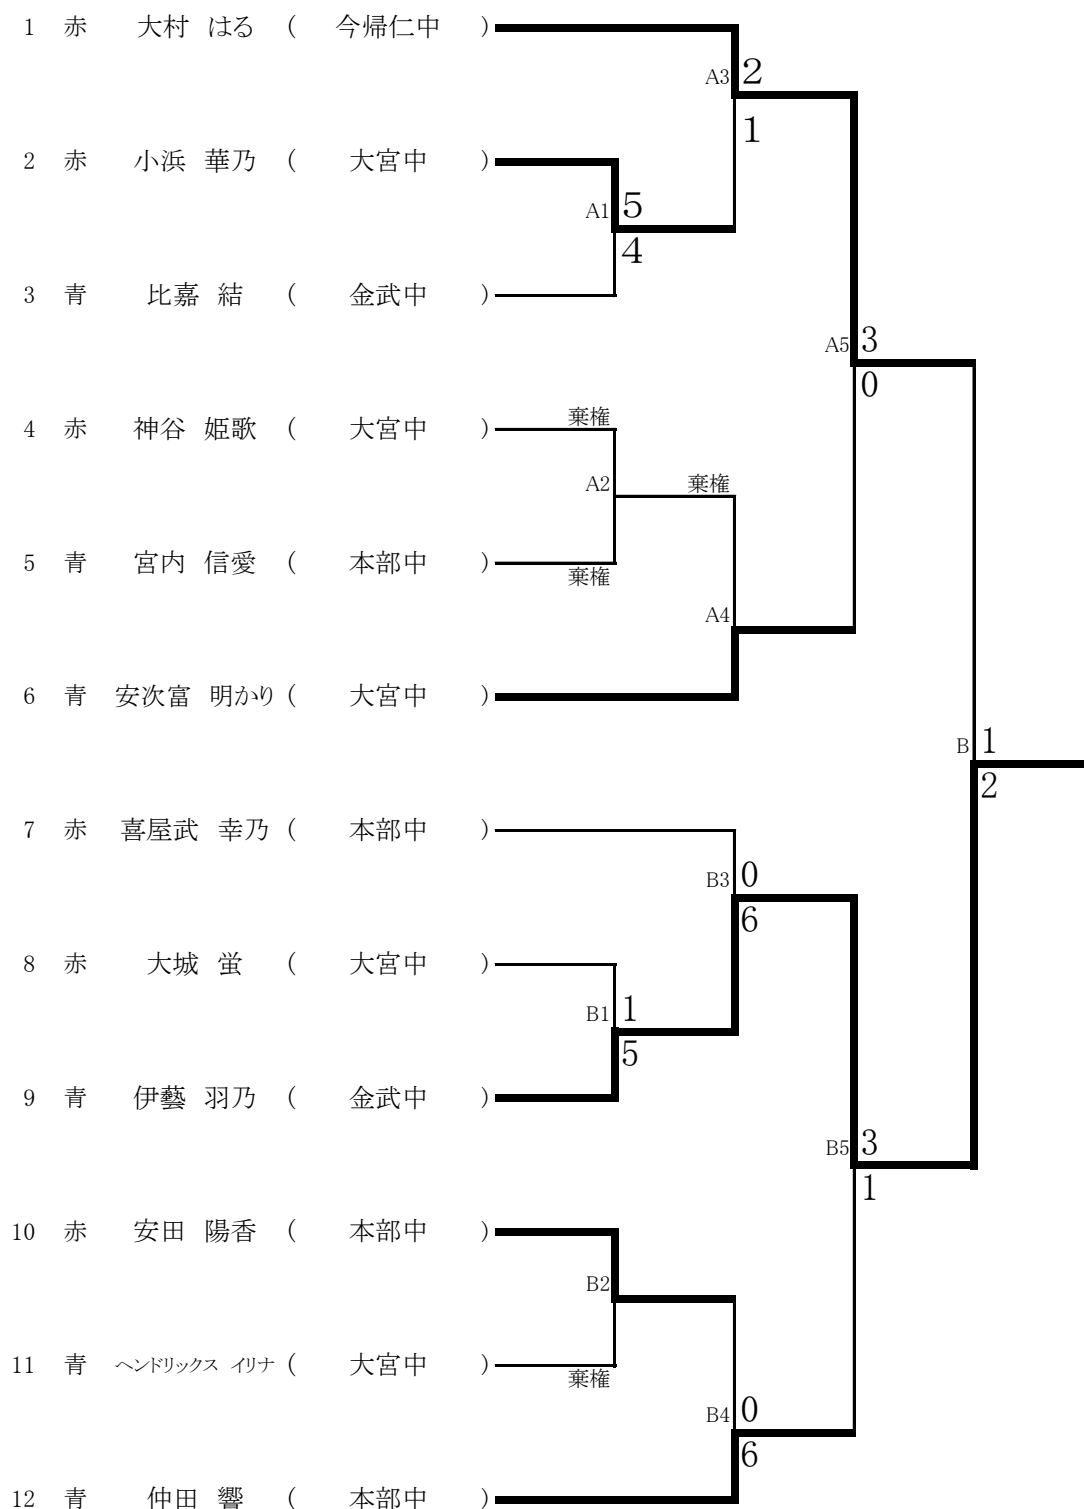 1 赤 大村 はる ( 今帰仁中 )
A3 2
1
2 赤 小浜 華乃 ( 大宮中 )
A1 5
4
3 青 比嘉 結 ( 金武中 )
A5 3
0
4 赤 神谷 姫歌 ( 大宮中 ) 棄権
A2 棄権
5 青 宮内 信愛 ( 本部中 )
棄権
A4
6 青 安次富 明かり ( 大宮中 )
B 1
2
7 赤 喜屋武 幸乃 ( 本部中 )
B3 0
6
8 赤 大城 蛍 ( 大宮中 )
B1 1
5
9 青 伊藝 羽乃 ( 金武中 )
B5 3
1
10 赤 安田 陽香 ( 本部中 )
B2
11 青 ヘンドリックス イリナ ( 大宮中 )
棄権
B4 0
6
12 青 仲田 響 ( 本部中 )